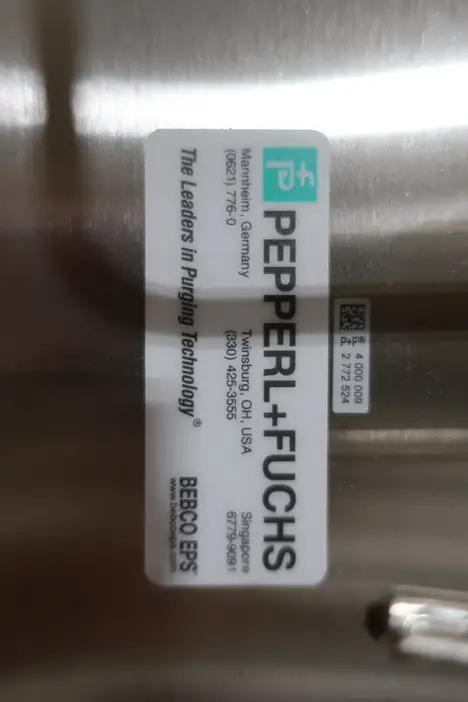 PEPPERL+FUCHS
Mannheim, Germany
(0621) 776-0
Twinsburg, OH, USA
(330) 425-3555
Singapore
6779-9091
The Leaders in Purging Technology®
BEBCO EPS®
www.bebcoeps.com
4 000 009
2 772 524